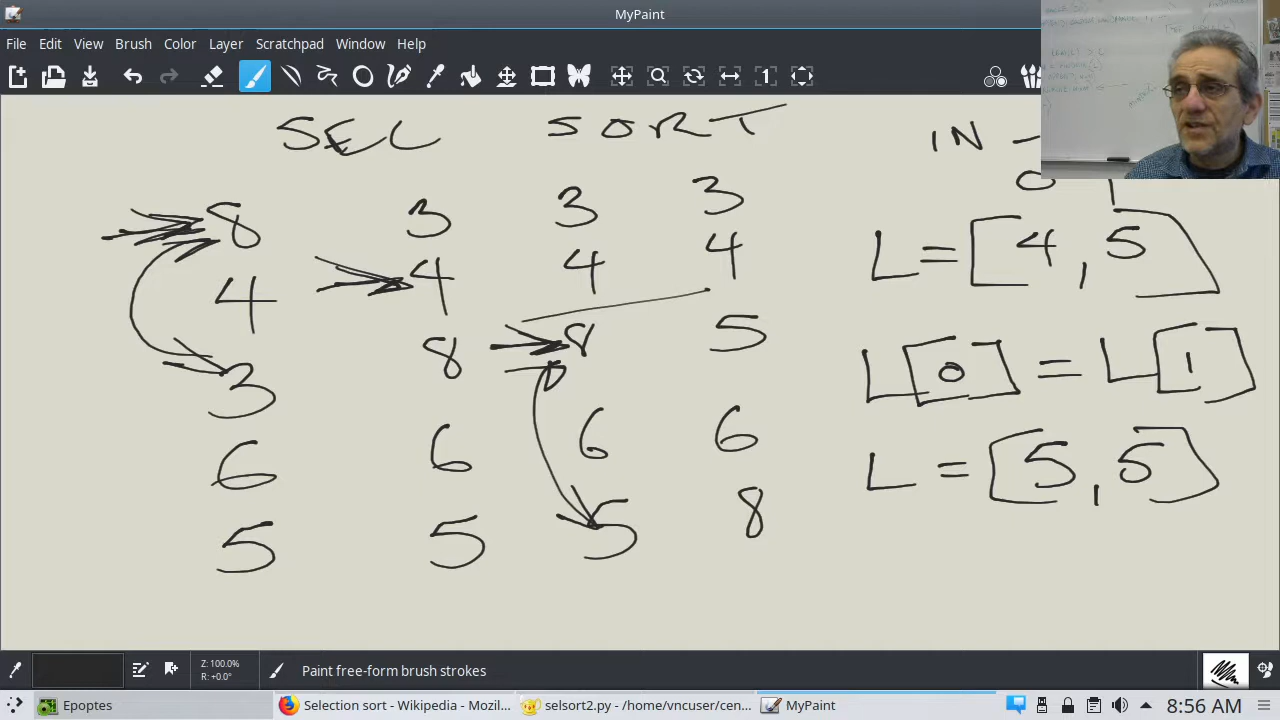 MyPaint
File Edit View Brush Color Layer Scratchpad Window Help
SEL SORT
IN -
8 3 3 3
0 1
4 4 4 4
L = [4, 5]
3 8 8 5
L[0] = L[1]
6 6 6 6
L = [5, 5]
5 5 5 8
Z: 100.0%
R: +0.0°
Paint free-form brush strokes
Epoptes
Selection sort - Wikipedia - Mozil...
selsort2.py - /home/vncuser/cen...
MyPaint
8:56 AM